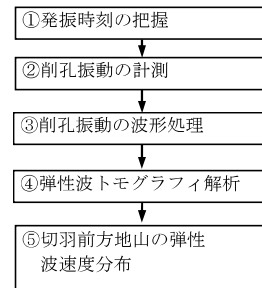 ①発振時刻の把握
②削孔振動の計測
③削孔振動の波形処理
④弾性波トモグラフィ解析
⑤切羽前方地山の弾性
波速度分布